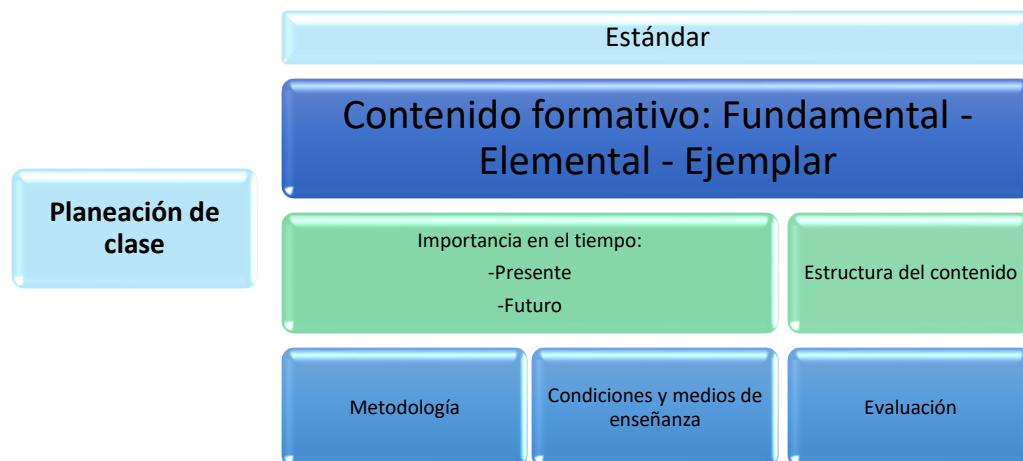 Estándar
Contenido formativo: Fundamental -
Elemental - Ejemplar
Planeación de
clase
Importancia en el tiempo:
-Presente
-Futuro
Estructura del contenido
Metodología
Condiciones y medios de
enseñanza
Evaluación